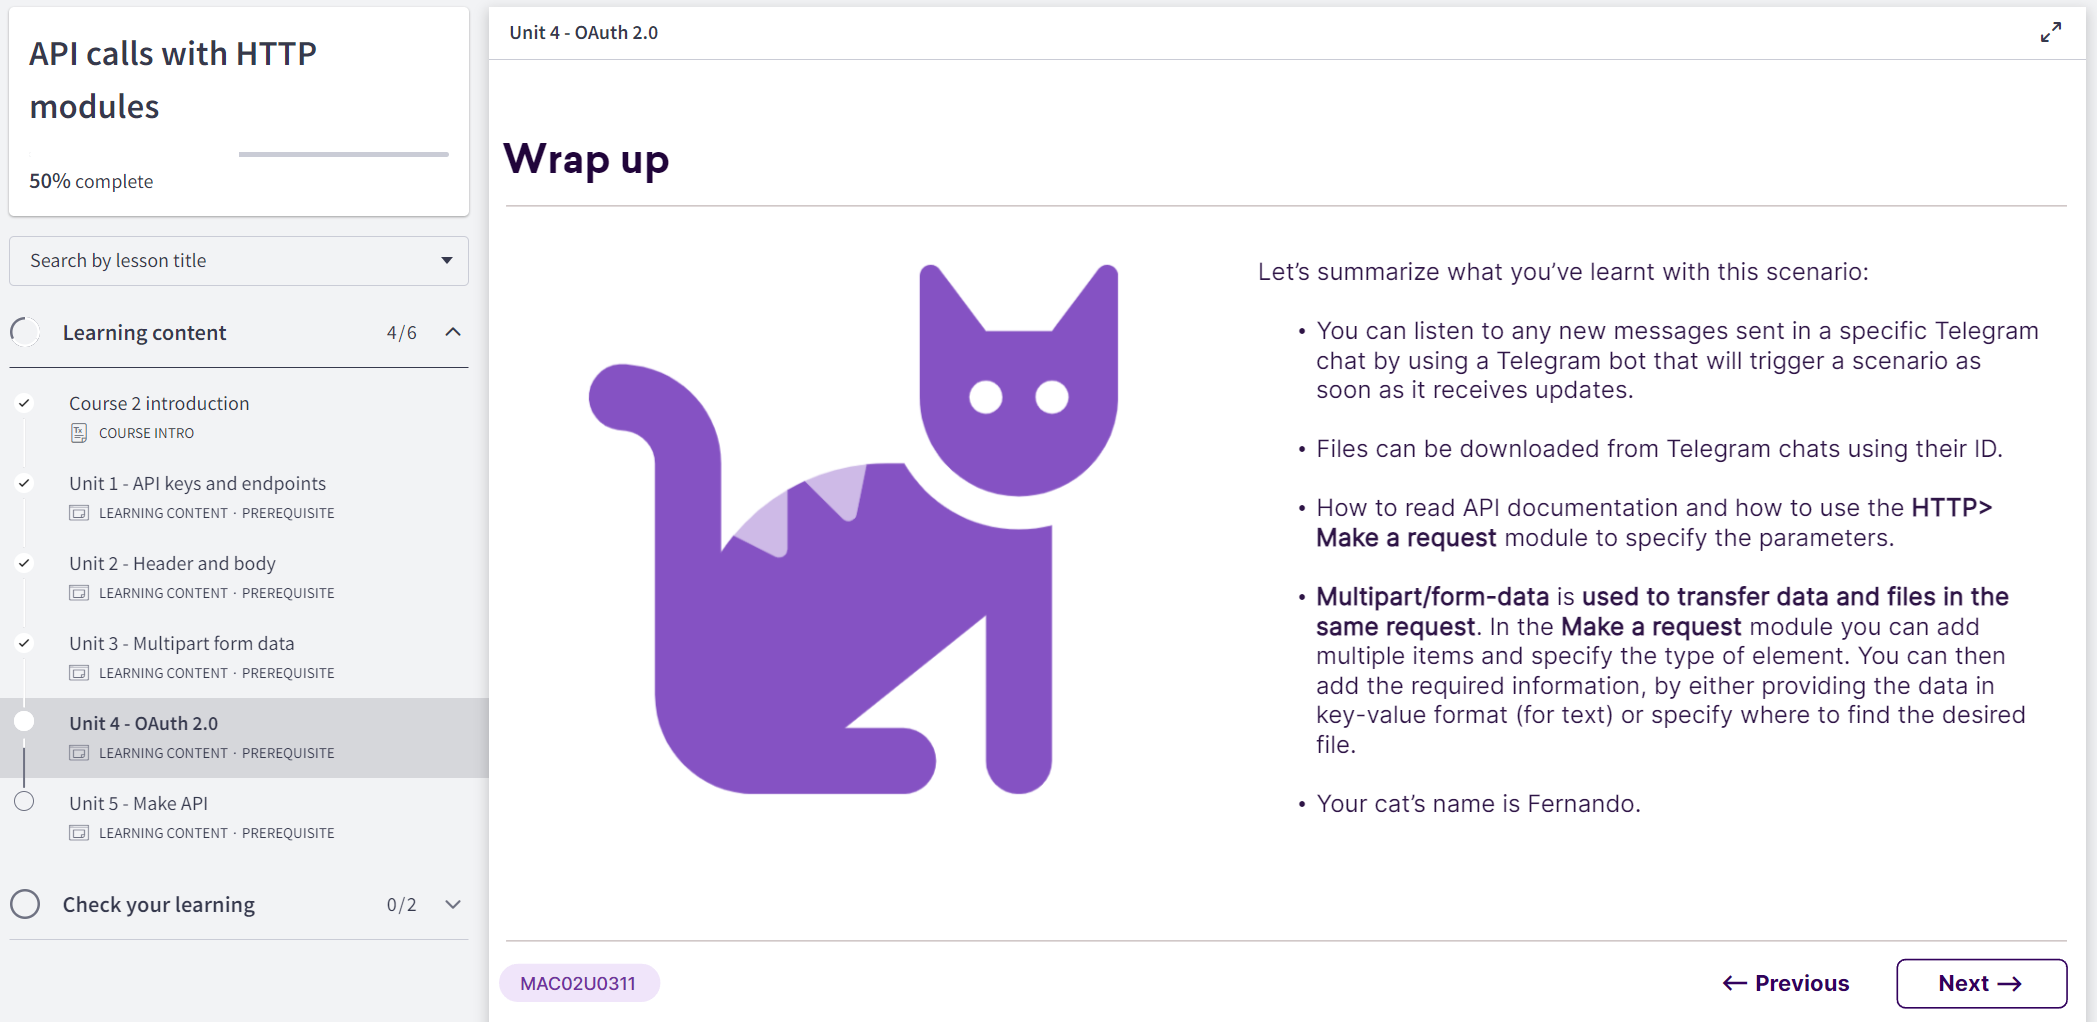 API calls with HTTP
modules
50% complete
Search by lesson title
Learning content 4/6
Course 2 introduction
COURSE INTRO
Unit 1 - API keys and endpoints
LEARNING CONTENT · PREREQUISITE
Unit 2 - Header and body
LEARNING CONTENT · PREREQUISITE
Unit 3 - Multipart form data
LEARNING CONTENT · PREREQUISITE
Unit 4 - OAuth 2.0
LEARNING CONTENT · PREREQUISITE
Unit 5 - Make API
LEARNING CONTENT · PREREQUISITE
Check your learning 0/2
Unit 4 - OAuth 2.0
Wrap up
Let’s summarize what you’ve learnt with this scenario:
• You can listen to any new messages sent in a specific Telegram
chat by using a Telegram bot that will trigger a scenario as
soon as it receives updates.
• Files can be downloaded from Telegram chats using their ID.
• How to read API documentation and how to use the HTTP>
Make a request module to specify the parameters.
• Multipart/form-data is used to transfer data and files in the
same request. In the Make a request module you can add
multiple items and specify the type of element. You can then
add the required information, by either providing the data in
key-value format (for text) or specify where to find the desired
file.
• Your cat’s name is Fernando.
MAC02U0311
← Previous
Next →